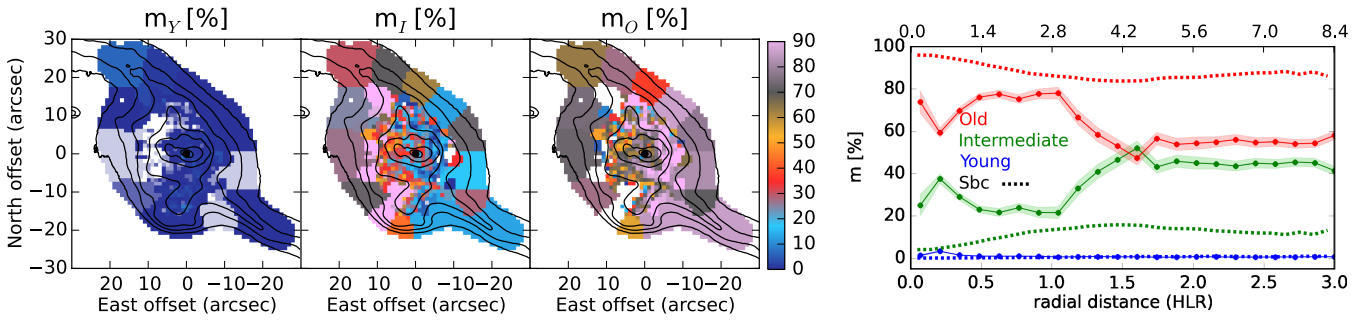 m_Y [%] m_I [%] m_O [%]
0.0 1.4 2.8 4.2 5.6 7.0 8.4
North offset (arcsec)
30
20
10
0
−10
−20
−30
20 10 0 −10−20
20 10 0 −10−20
20 10 0 −10−20
East offset (arcsec) East offset (arcsec) East offset (arcsec)
90
80
70
60
50
40
30
20
10
0
m [%]
100
80
60
40
20
0
Old
Intermediate
Young
Sbc
0.0 0.5 1.0 1.5 2.0 2.5 3.0
radial distance (HLR)